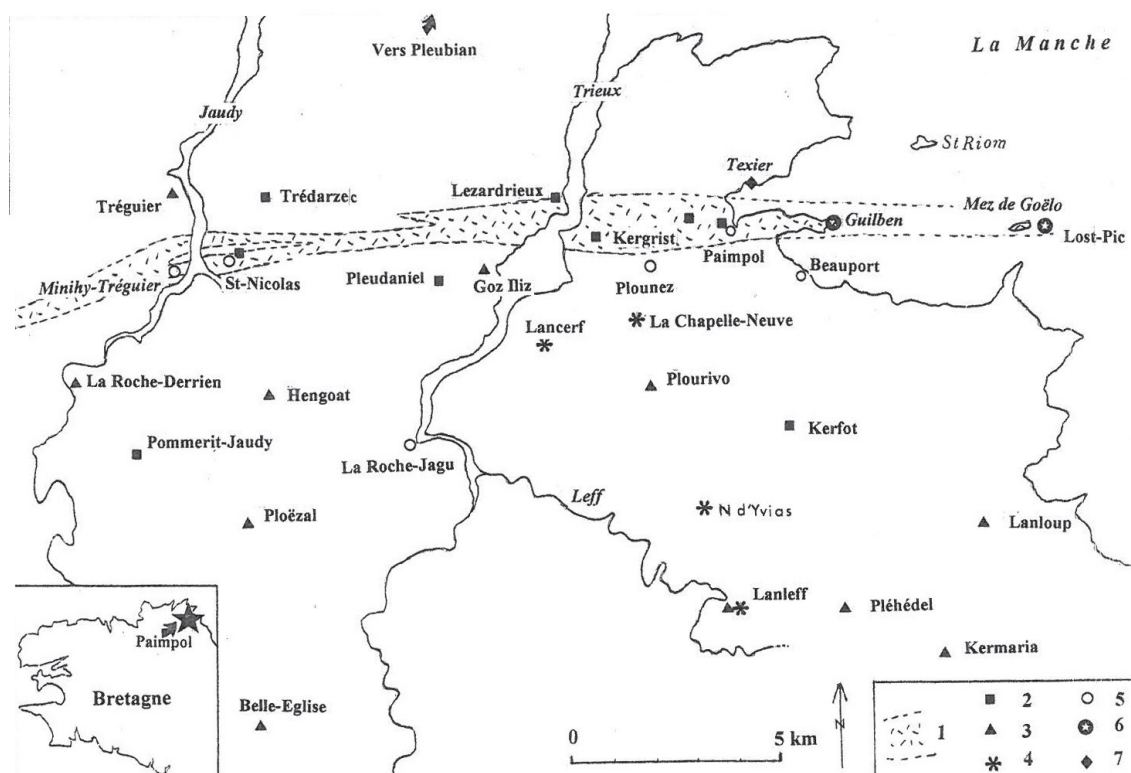 Vers Pleubian
La Manche
Jaudy
Trieux
St Riom
Texier
Tréguier
Trédarzec
Lezardrieux
Mez de Goëlo
Guilben
Lost-Pic
Kergrist
Paimpol
Beauport
Minihy-Tréguier
St-Nicolas
Pleudaniel
Goz Iliz
Plounez
Lancerf
La Chapelle-Neuve
La Roche-Derrien
Hengoat
Plourivo
Kerfot
Pommerit-Jaudy
La Roche-Jagu
Leff
N d'Yvias
Ploëzal
Lanloup
Lanleff
Pléhédel
Kermaria
Paimpol
Bretagne
Belle-Eglise
N
0 5 km
1
2
3
4
5
6
7